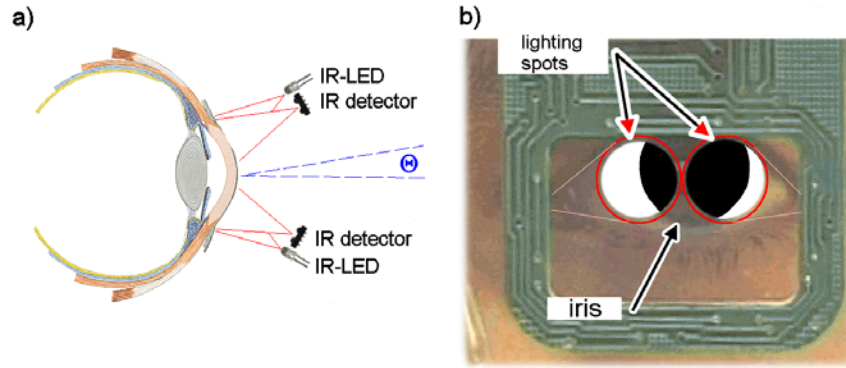 a)
IR-LED
IR detector
Θ
IR detector
IR-LED
b)
lighting
spots
iris